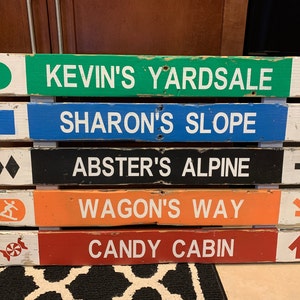 KEVIN'S YARDSALE
SHARON'S SLOPE
ABSTER'S ALPINE
WAGON'S WAY
CANDY CABIN